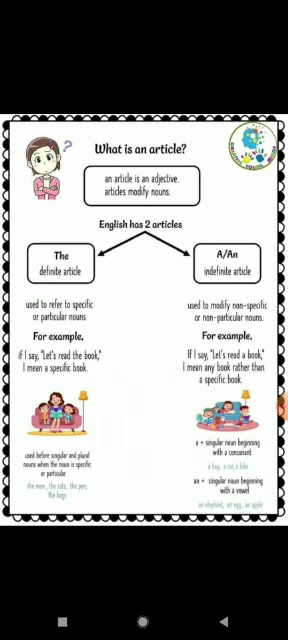 What is an article?
an article is an adjective.
articles modify nouns.
English has 2 articles
The
definite article
A/An
indefinite article
used to refer to specific
or particular nouns
For example,
if I say, "Let's read the book,"
I mean a specific book.
used before singular and plural
nouns when the noun is specific
or particular.
the man, the cats, the pen,
the bags
used to modify non-specific
or non-particular nouns.
For example,
If I say, "Let's read a book,"
I mean any book rather than
a specific book.
a + singular noun beginning
with a consonant
a boy, a car, a bike
an + singular noun beginning
with a vowel
an elephant, an egg, an apple